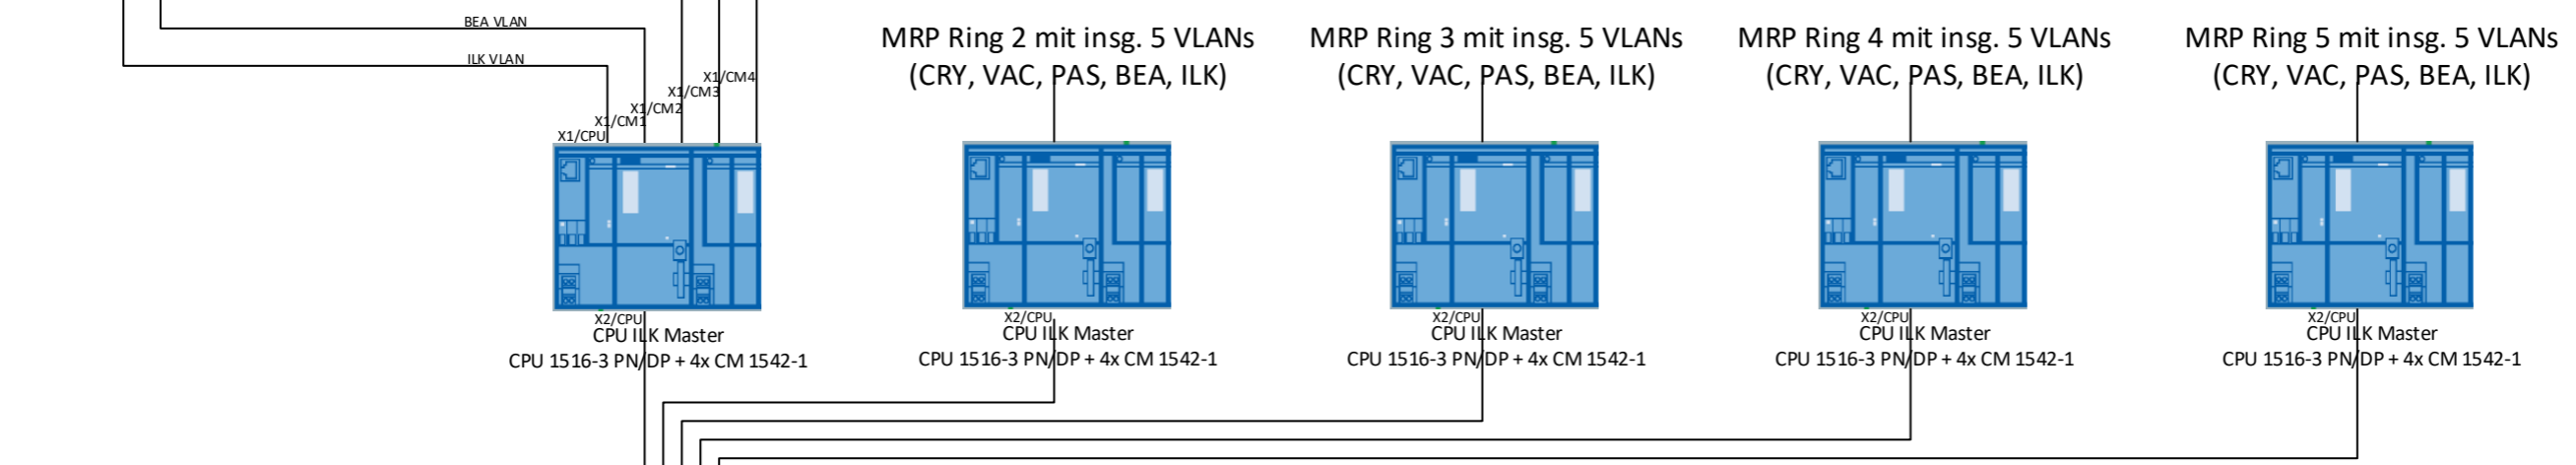 BEA VLAN
ILK VLAN
X1/CM4
X1/CM3
X1/CM2
X1/CM1
X1/CPU
MRP Ring 2 mit insg. 5 VLANs
(CRY, VAC, PAS, BEA, ILK)
MRP Ring 3 mit insg. 5 VLANs
(CRY, VAC, PAS, BEA, ILK)
MRP Ring 4 mit insg. 5 VLANs
(CRY, VAC, PAS, BEA, ILK)
MRP Ring 5 mit insg. 5 VLANs
(CRY, VAC, PAS, BEA, ILK)
X2/CPU
CPU ILK Master
CPU 1516-3 PN/DP + 4x CM 1542-1
X2/CPU
CPU ILK Master
CPU 1516-3 PN/DP + 4x CM 1542-1
X2/CPU
CPU ILK Master
CPU 1516-3 PN/DP + 4x CM 1542-1
X2/CPU
CPU ILK Master
CPU 1516-3 PN/DP + 4x CM 1542-1
X2/CPU
CPU ILK Master
CPU 1516-3 PN/DP + 4x CM 1542-1